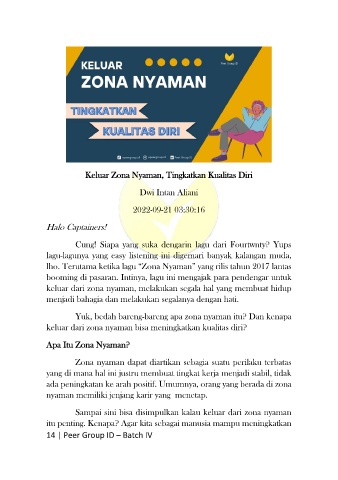 KELUAR
Peer Group ID
ZONA NYAMAN
TINGKATKAN
KUALITAS DIRI
Keluar Zona Nyaman, Tingkatkan Kualitas Diri
Dwi Intan Aliani
2022-09-21 03:30:16
Halo Captainers!
Cung! Siapa yang suka dengarin lagu dari Fourtwnty? Yups
lagu-lagunya yang easy listening ini digemari banyak kalangan muda,
lho. Terutama ketika lagu “Zona Nyaman” yang rilis tahun 2017 lantas
booming di pasaran. Intinya, lagu ini mengajak para pendengar untuk
keluar dari zona nyaman, melakukan segala hal yang membuat hidup
menjadi bahagia dan melakukan segalanya dengan hati.
Yuk, bedah bareng-bareng apa zona nyaman itu? Dan kenapa
keluar dari zona nyaman bisa meningkatkan kualitas diri?
Apa Itu Zona Nyaman?
Zona nyaman dapat diartikan sebagia suatu perilaku terbatas
yang di mana hal ini justru membuat tingkat kerja menjadi stabil, tidak
ada peningkatan ke arah positif. Umumnya, orang yang berada di zona
nyaman memiliki jenjang karir yang menetap.
Sampai sini bisa disimpulkan kalau keluar dari zona nyaman
itu penting. Kenapa? Agar kita sebagai manusia mampu meningkatkan
14 | Peer Group ID – Batch IV